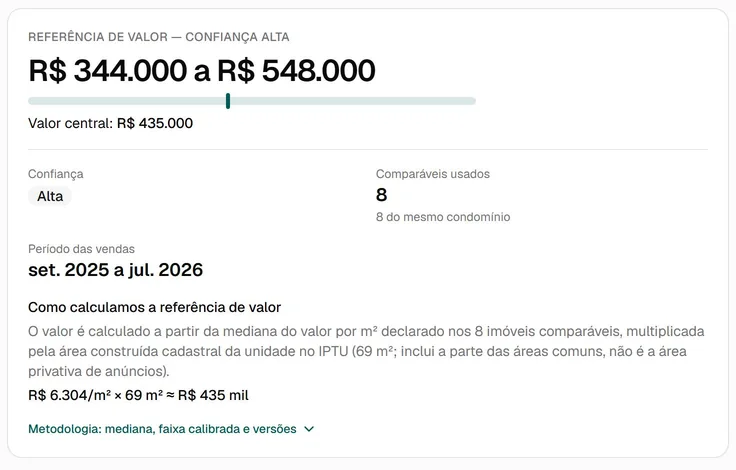 REFERÊNCIA DE VALOR — CONFIANÇA ALTA
R$ 344.000 a R$ 548.000
Valor central: R$ 435.000
Confiança
Alta
Comparáveis usados
8
8 do mesmo condomínio
Período das vendas
set. 2025 a jul. 2026
Como calculamos a referência de valor
O valor é calculado a partir da mediana do valor por m² declarado nos 8 imóveis comparáveis, multiplicada
pela área construída cadastral da unidade no IPTU (69 m²; inclui a parte das áreas comuns, não é a área
privativa de anúncios).
R$ 6.304/m² × 69 m² ≈ R$ 435 mil
Metodologia: mediana, faixa calibrada e versões